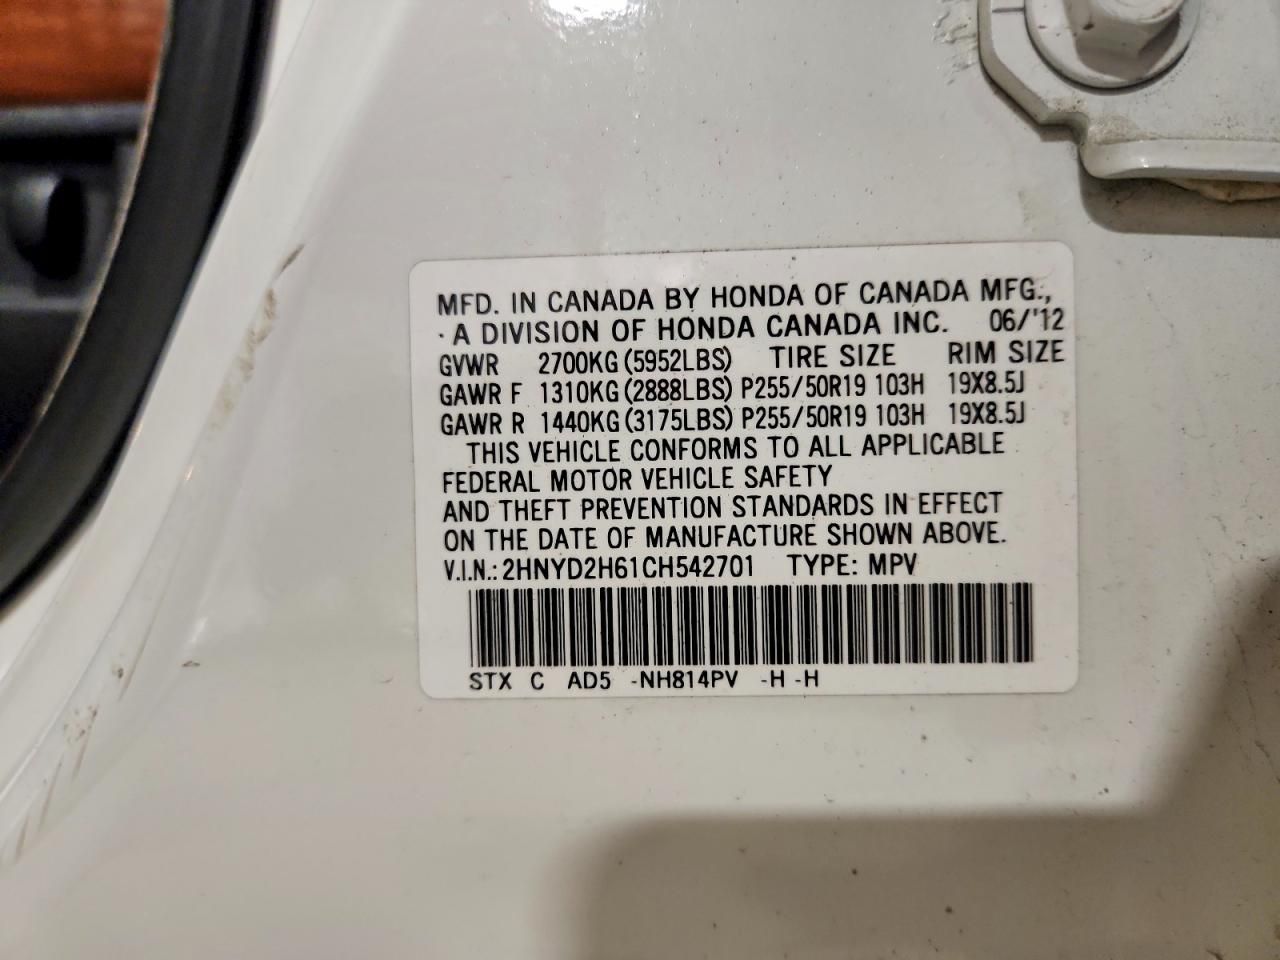 MFD. IN CANADA BY HONDA OF CANADA MFG.,
A DIVISION OF HONDA CANADA INC. 06/'12
GVWR 2700KG(5952LBS) TIRE SIZE RIM SIZE
GAWR F 1310KG(2888LBS) P255/50R19 103H 19X8.5J
GAWR R 1440KG(3175LBS) P255/50R19 103H 19X8.5J
THIS VEHICLE CONFORMS TO ALL APPLICABLE
FEDERAL MOTOR VEHICLE SAFETY
AND THEFT PREVENTION STANDARDS IN EFFECT
ON THE DATE OF MANUFACTURE SHOWN ABOVE.
V.I.N.: 2HNYD2H61CH542701 TYPE: MPV
STX C AD5 -NH814PV -H -H